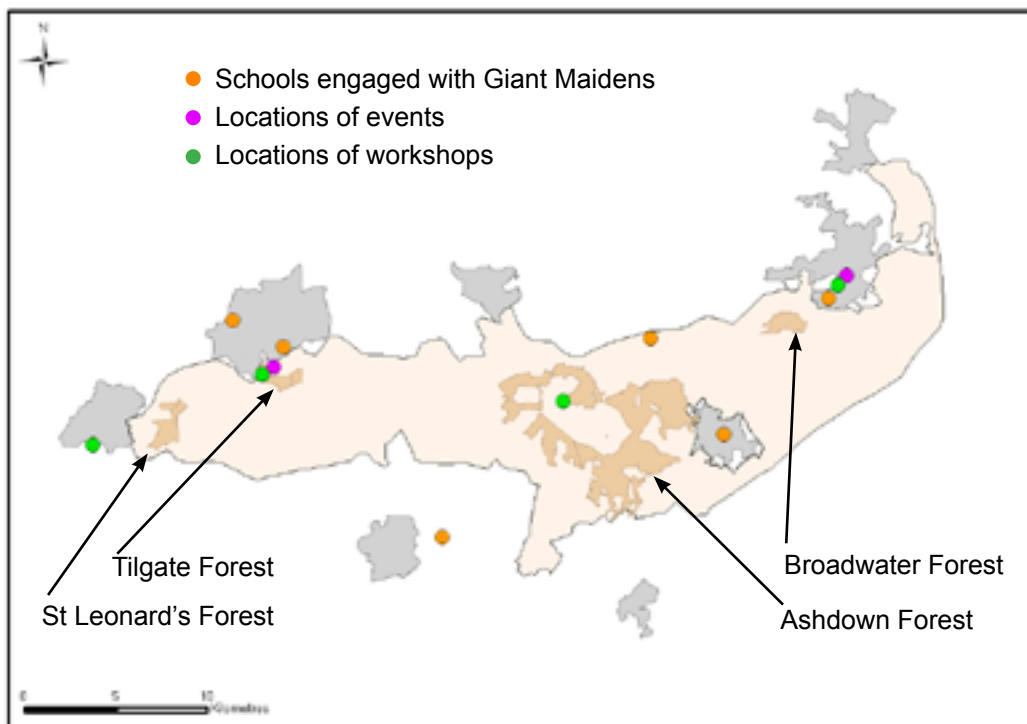 N
Schools engaged with Giant Maidens
Locations of events
Locations of workshops
Tilgate Forest
St Leonard's Forest
Broadwater Forest
Ashdown Forest
0 5 10
Kilometres